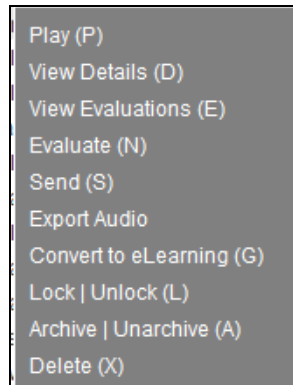 Play (P)
View Details (D)
View Evaluations (E)
Evaluate (N)
Send (S)
Export Audio
Convert to eLearning (G)
Lock | Unlock (L)
Archive | Unarchive (A)
Delete (X)